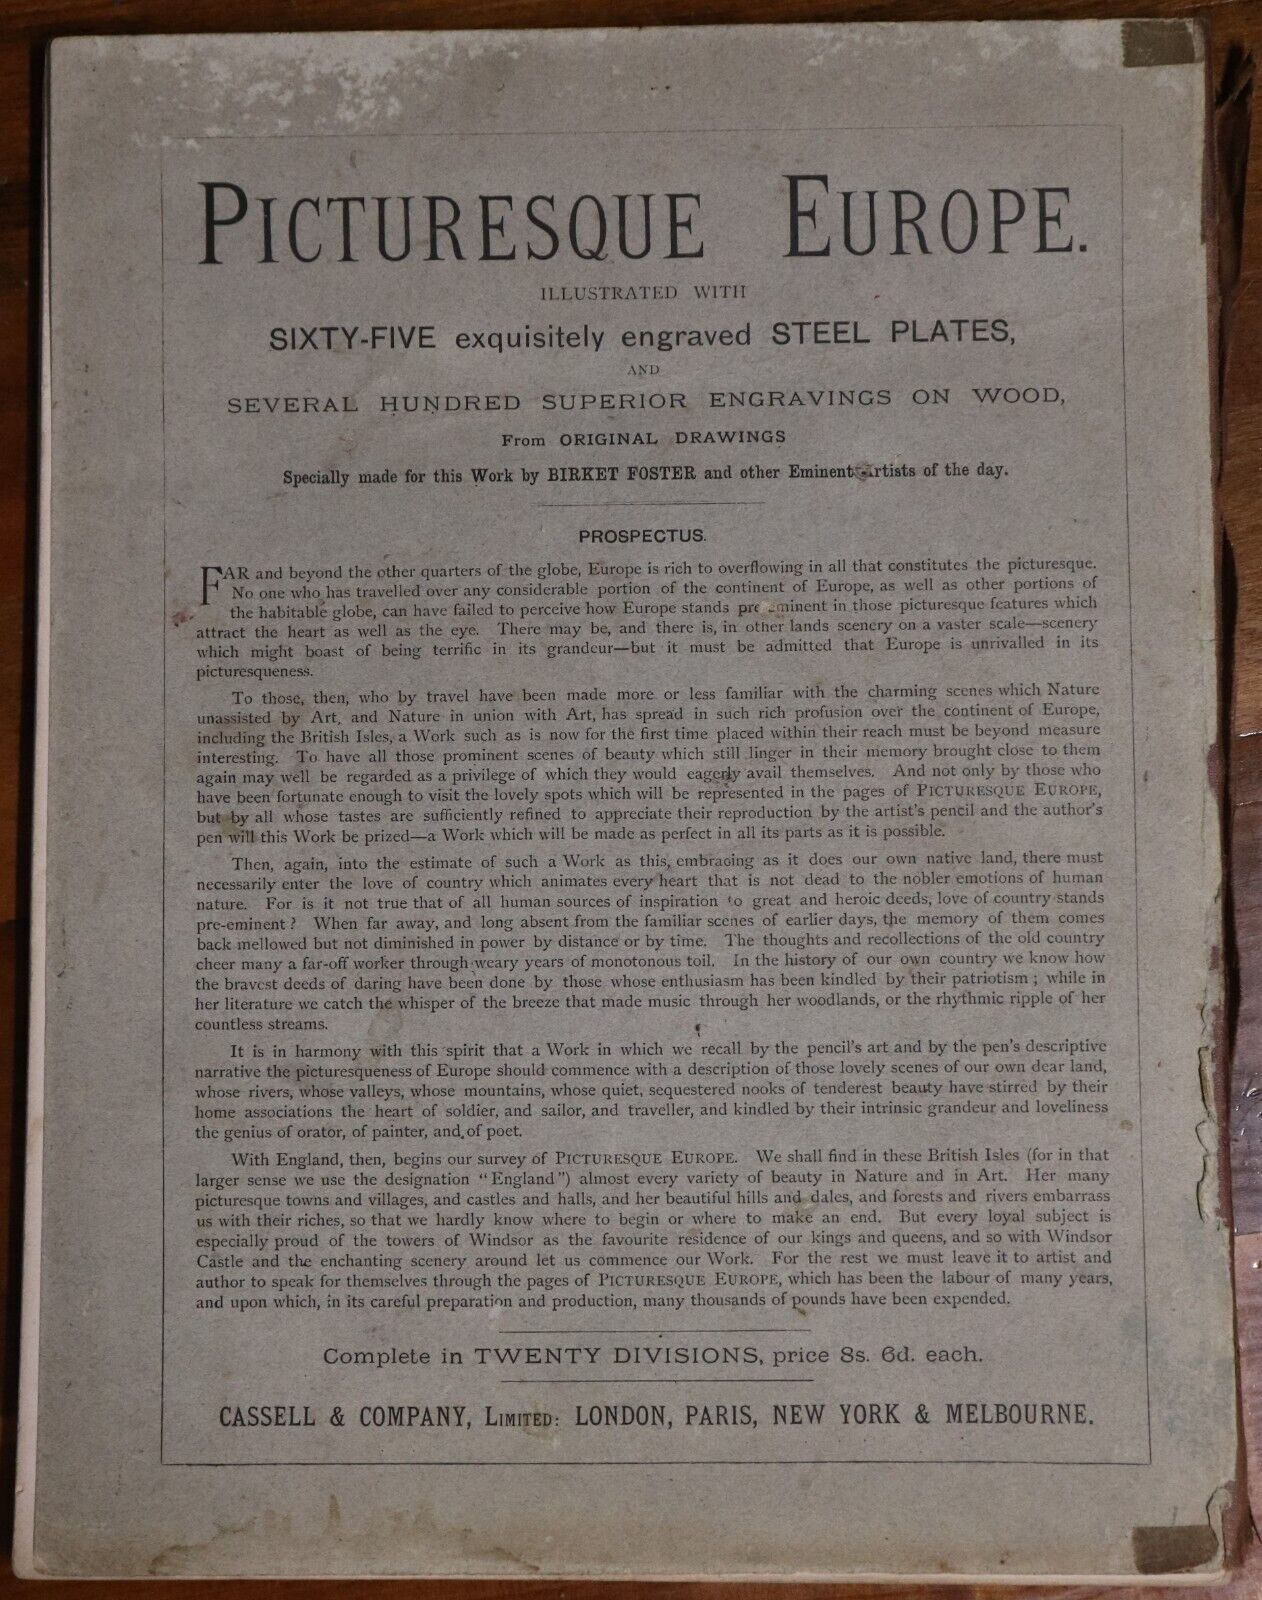 PICTURESQUE EUROPE.
ILLUSTRATED WITH
SIXTY-FIVE exquisitely engraved STEEL PLATES,
AND
SEVERAL HUNDRED SUPERIOR ENGRAVINGS ON WOOD,
From ORIGINAL DRAWINGS
Specially made for this Work by BIRKET FOSTER and other Eminent Artists of the day.
PROSPECTUS.
FAR and beyond the other quarters of the globe, Europe is rich to overflowing in all that constitutes the picturesque.
No one who has travelled over any considerable portion of the continent of Europe, as well as other portions of
the habitable globe, can have failed to perceive how Europe stands pre-eminent in those picturesque features which
attract the heart as well as the eye. There may be, and there is, in other lands scenery on a vaster scale—scenery
which might boast of being terrific in its grandeur—but it must be admitted that Europe is unrivalled in its
picturesqueness.
To those, then, who by travel have been made more or less familiar with the charming scenes which Nature
unassisted by Art, and Nature in union with Art, has spread in such rich profusion over the continent of Europe,
including the British Isles, a Work such as is now for the first time placed within their reach must be beyond measure
interesting. To have all those prominent scenes of beauty which still linger in their memory brought close to them
again may well be regarded as a privilege of which they would eagerly avail themselves. And not only by those who
have been fortunate enough to visit the lovely spots which will be represented in the pages of PICTURESQUE EUROPE,
but by all whose tastes are sufficiently refined to appreciate their reproduction by the artist's pencil and the author's
pen will this Work be prized—a Work which will be made as perfect in all its parts as it is possible.
Then, again, into the estimate of such a Work as this, embracing as it does our own native land, there must
necessarily enter the love of country which animates every heart that is not dead to the nobler emotions of human
nature. For is it not true that of all human sources of inspiration to great and heroic deeds, love of country stands
pre-eminent? When far away, and long absent from the familiar scenes of earlier days, the memory of them comes
back mellowed but not diminished in power by distance or by time. The thoughts and recollections of the old country
cheer many a far-off worker through weary years of monotonous toil. In the history of our own country we know how
the bravest deeds of daring have been done by those whose enthusiasm has been kindled by their patriotism; while in
her literature we catch the whisper of the breeze that made music through her woodlands, or the rhythmic ripple of her
countless streams.
It is in harmony with this spirit that a Work in which we recall by the pencil's art and by the pen's descriptive
narrative the picturesqueness of Europe should commence with a description of those lovely scenes of our own dear land,
whose rivers, whose valleys, whose mountains, whose quiet, sequestered nooks of tenderest beauty have stirred by their
home associations the heart of soldier, and sailor, and traveller, and kindled by their intrinsic grandeur and loveliness
the genius of orator, of painter, and of poet.
With England, then, begins our survey of PICTURESQUE EUROPE. We shall find in these British Isles (for in that
larger sense we use the designation "England") almost every variety of beauty in Nature and in Art. Her many
picturesque towns and villages, and castles and halls, and her beautiful hills and dales, and forests and rivers embarrass
us with their riches, so that we hardly know where to begin or where to make an end. But every loyal subject is
especially proud of the towers of Windsor as the favourite residence of our kings and queens, and so with Windsor
Castle and the enchanting scenery around let us commence our Work. For the rest we must leave it to artist and
author to speak for themselves through the pages of PICTURESQUE EUROPE, which has been the labour of many years,
and upon which, in its careful preparation and production, many thousands of pounds have been expended.
Complete in TWENTY DIVISIONS, price 8s. 6d. each.
CASSELL & COMPANY, LIMITED: LONDON, PARIS, NEW YORK & MELBOURNE.